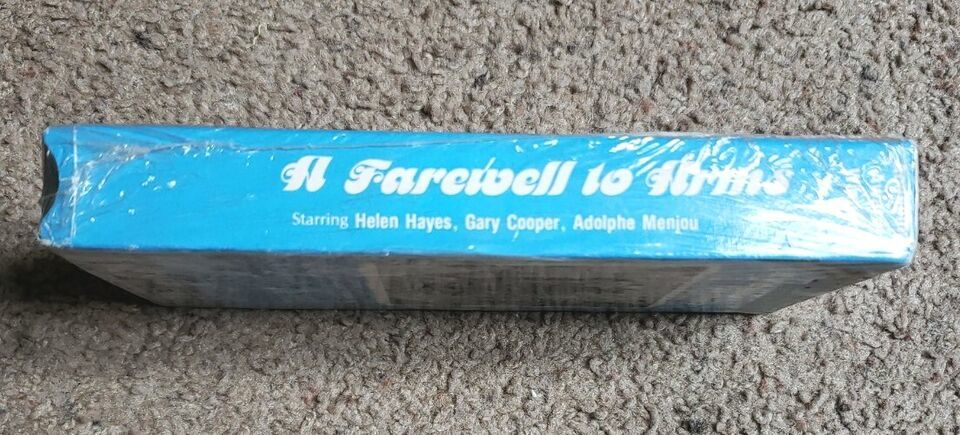 A Farewell to Arms
Starring Helen Hayes, Gary Cooper, Adolphe Menjou